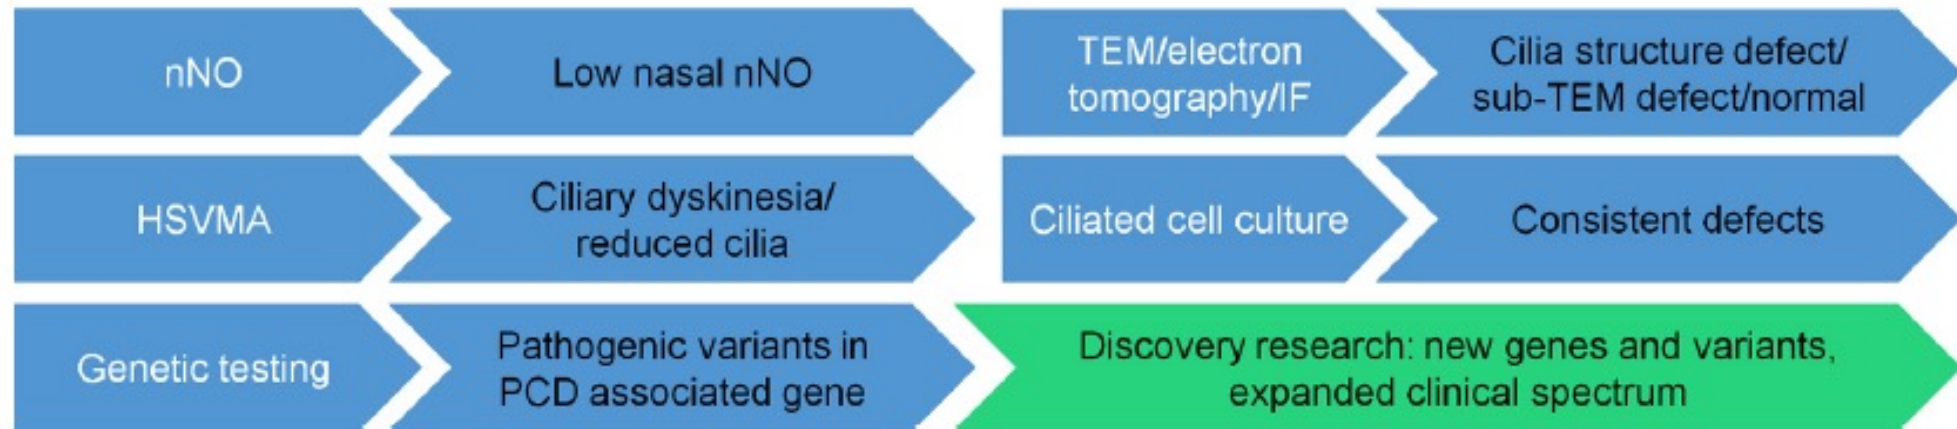 nNO
Low nasal nNO
TEM/electron
tomography/IF
Cilia structure defect/
sub-TEM defect/normal
HSVMA
Ciliary dyskinesia/
reduced cilia
Ciliated cell culture
Consistent defects
Genetic testing
Pathogenic variants in
PCD associated gene
Discovery research: new genes and variants,
expanded clinical spectrum